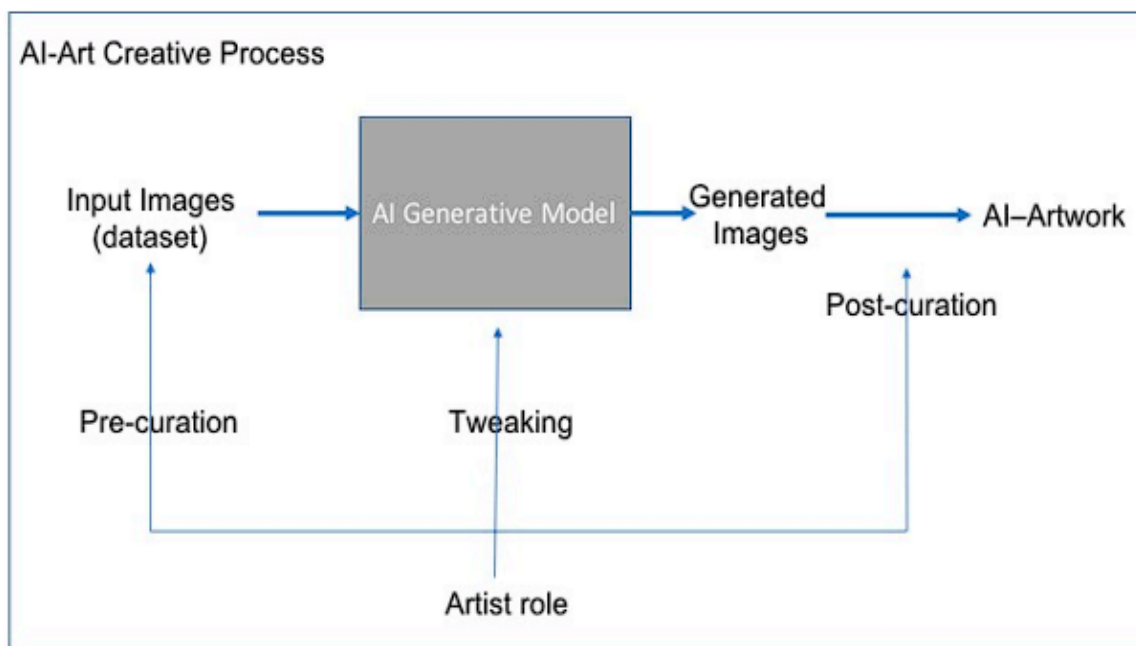 AI-Art Creative Process
Input Images
(dataset)
AI Generative Model
Generated
Images
AI–Artwork
Post-curation
Pre-curation
Tweaking
Artist role